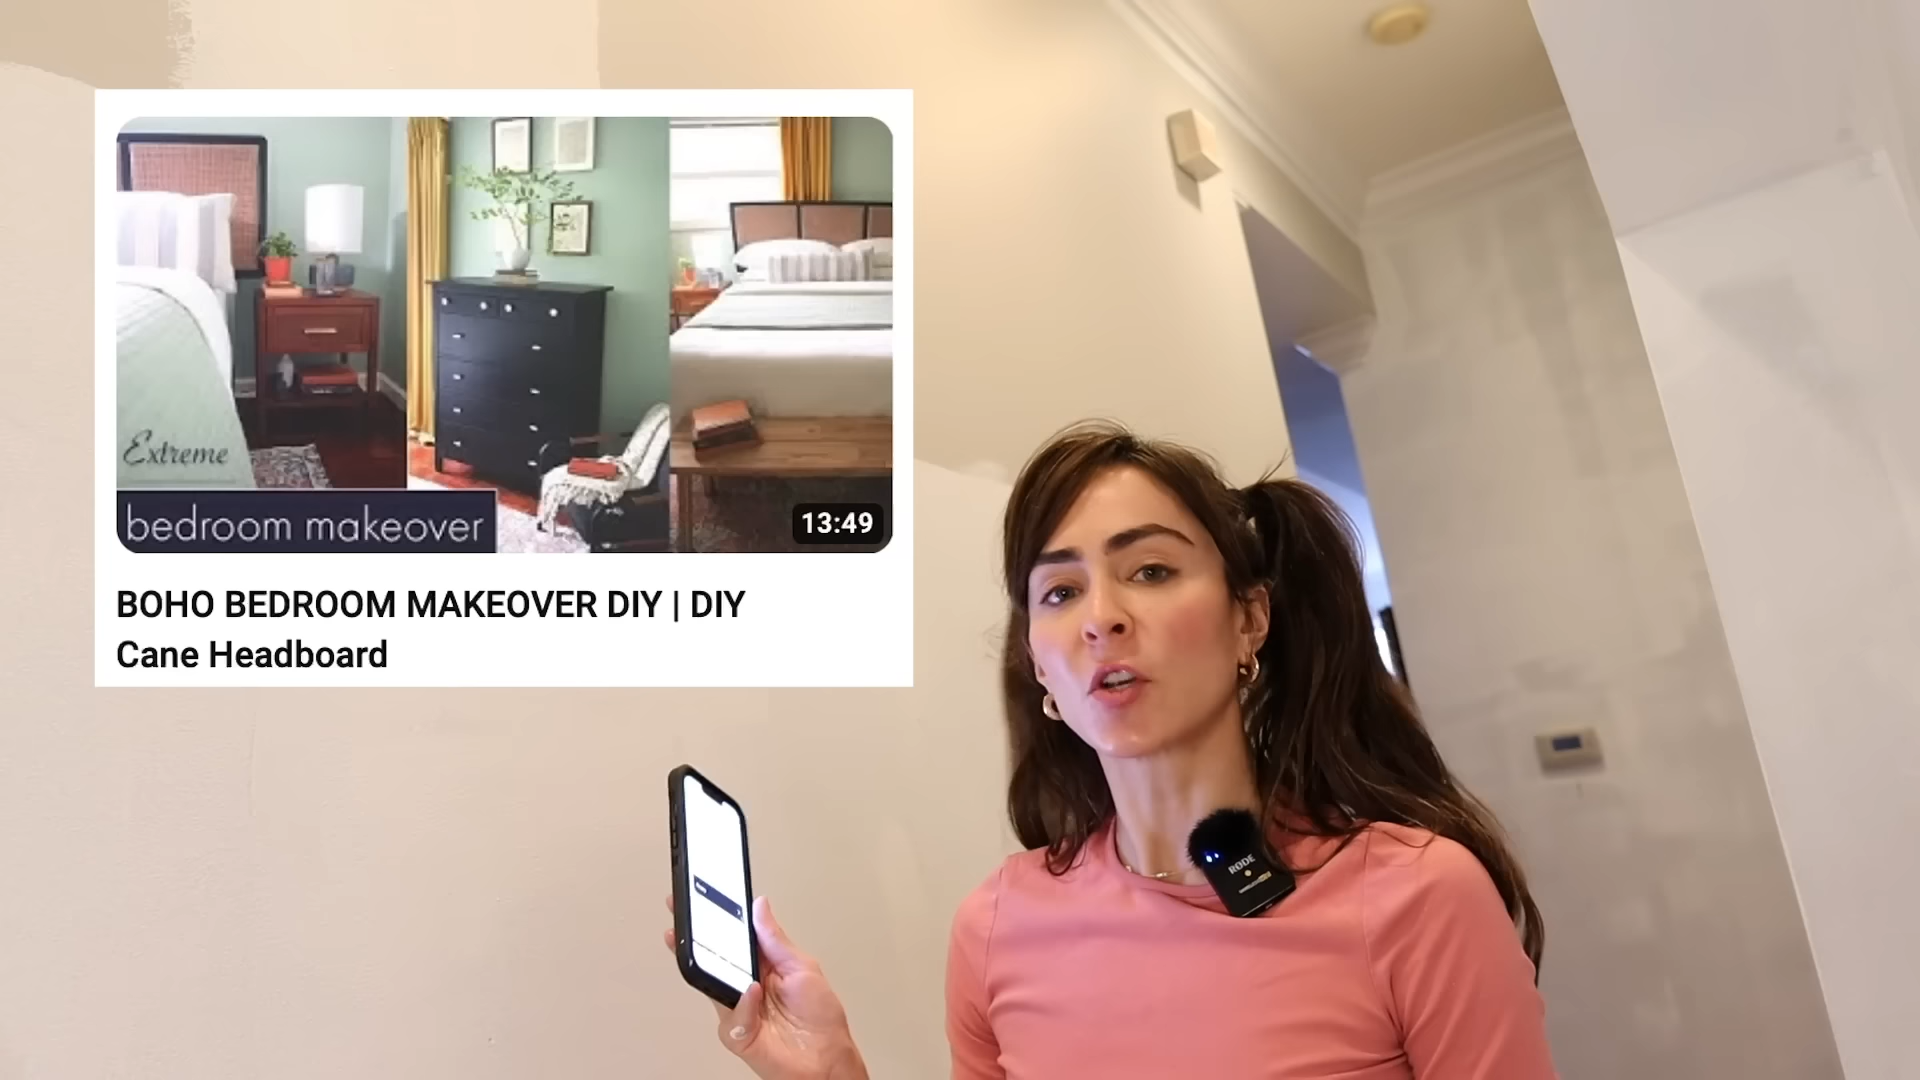 Extreme
bedroom makeover
13:49
BOHO BEDROOM MAKEOVER DIY | DIY
Cane Headboard
RODE